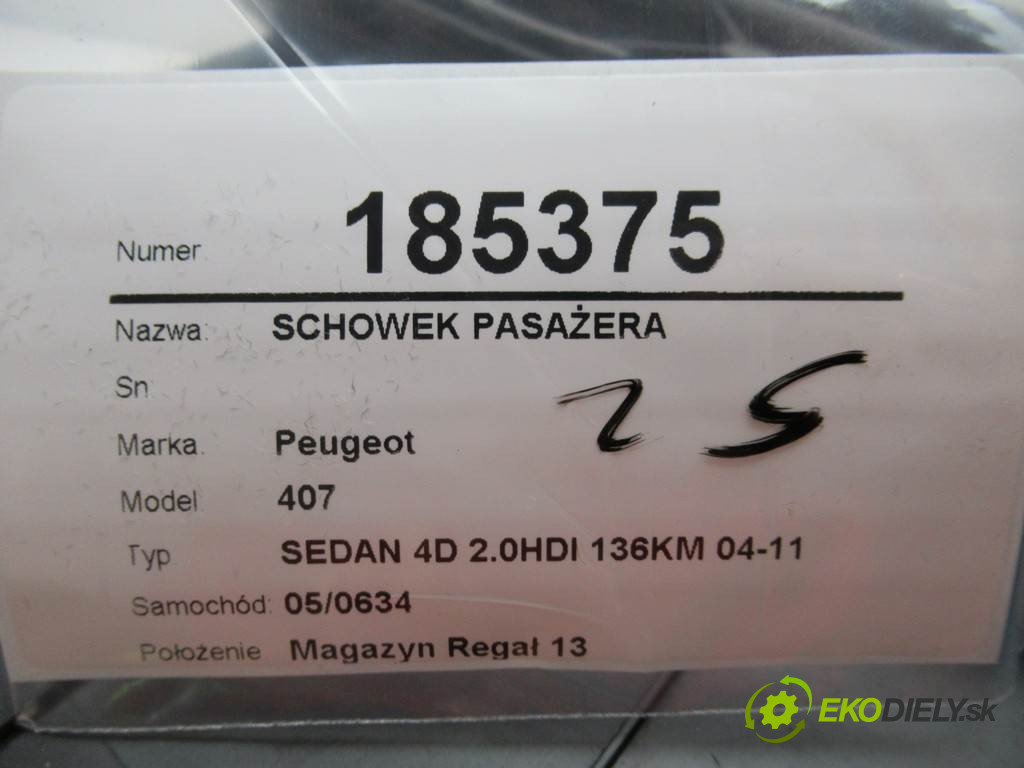 Numer 185375
Nazwa: SCHOWEK PASAŻERA
Sn
25
Marka. Peugeot
Model 407
Typ SEDAN 4D 2.0HDI 136KM 04-11
Samochód: 05/0634
Położenie Magazyn Regał 13
EKODIELY.sk